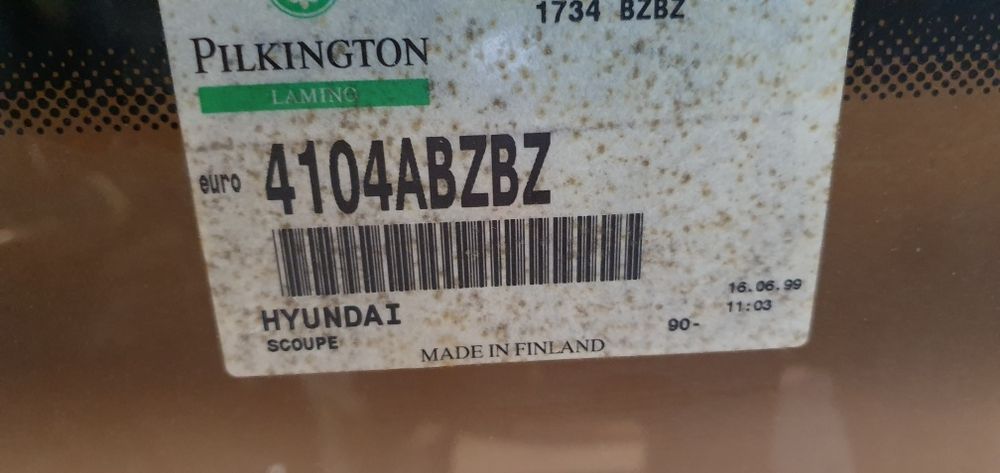 1734 BZBZ
PILKINGTON
LAMINO
euro 4104ABZBZ
HYUNDAI
SCOUPE
16.06.99
11:03
90-
MADE IN FINLAND